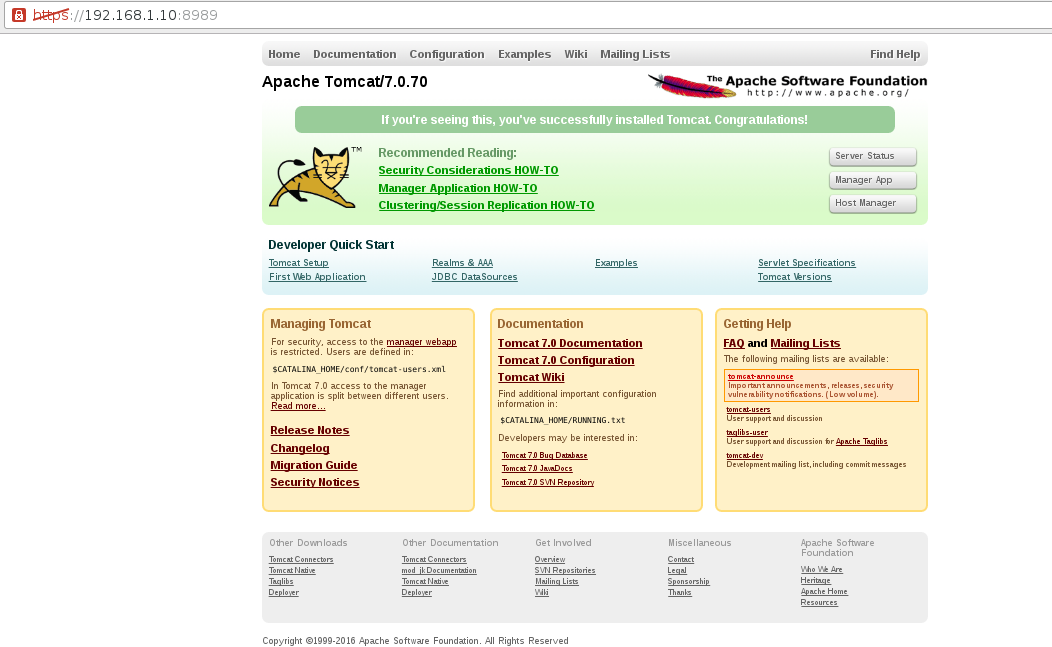 https://192.168.1.10:8989
Home Documentation Configuration Examples Wiki Mailing Lists Find Help
Apache Tomcat/7.0.70
The Apache Software Foundation
http://www.apache.org/
If you're seeing this, you've successfully installed Tomcat. Congratulations!
TM
Recommended Reading:
Security Considerations HOW-TO
Manager Application HOW-TO
Clustering/Session Replication HOW-TO
Server Status
Manager App
Host Manager
Developer Quick Start
Tomcat Setup
First Web Application
Realms & AAA
JDBC DataSources
Examples
Servlet Specifications
Tomcat Versions
Managing Tomcat
For security, access to the manager webapp
is restricted. Users are defined in:
$CATALINA_HOME/conf/tomcat-users.xml
In Tomcat 7.0 access to the manager
application is split between different users.
Read more...
Release Notes
Changelog
Migration Guide
Security Notices
Documentation
Tomcat 7.0 Documentation
Tomcat 7.0 Configuration
Tomcat Wiki
Find additional important configuration
information in:
$CATALINA_HOME/RUNNING.txt
Developers may be interested in:
Tomcat 7.0 Bug Database
Tomcat 7.0 JavaDocs
Tomcat 7.0 SVN Repository
Getting Help
FAQ and Mailing Lists
The following mailing lists are available:
tomcat-announce
Important announcements, releases, security
vulnerability notifications. (Low volume).
tomcat-users
User support and discussion
taglibs-user
User support and discussion for Apache Taglibs
tomcat-dev
Development mailing list, including commit messages
Other Downloads
Tomcat Connectors
Tomcat Native
Taglibs
Deployer
Other Documentation
Tomcat Connectors
mod_jk Documentation
Tomcat Native
Deployer
Get Involved
Overview
SVN Repositories
Mailing Lists
Wiki
Miscellaneous
Contact
Legal
Sponsorship
Thanks
Apache Software
Foundation
Who We Are
Heritage
Apache Home
Resources
Copyright ©1999-2016 Apache Software Foundation. All Rights Reserved